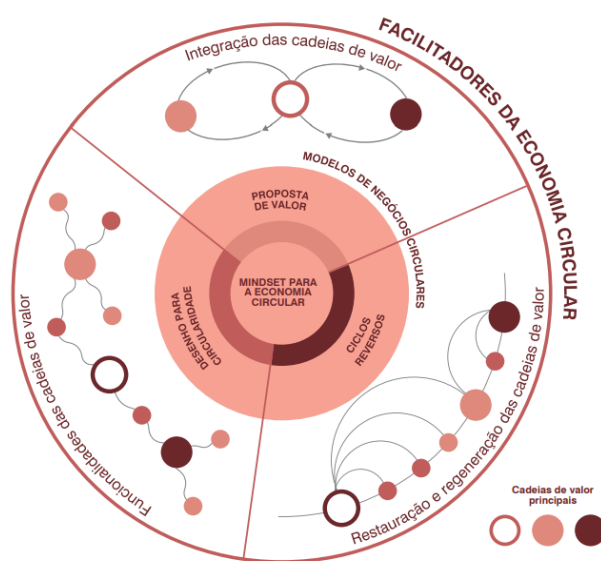 FACILITADORES DA ECONOMIA CIRCULAR
Integração das cadeias de valor
MODELOS DE NEGÓCIOS CIRCULARES
PROPOSTA
DE VALOR
MINDSET PARA
A ECONOMIA
CIRCULAR
DESENHO PARA
CIRCULARIDADE
CICLOS
REVERSOS
Funcionalidades das cadeias de valor
Restauração e regeneração das cadeias de valor
Cadeias de valor
principais